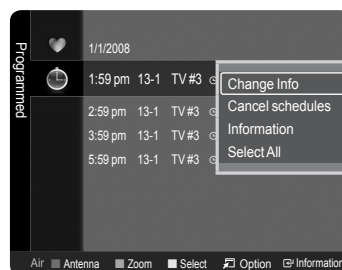 Programmed
1/1/2008
1:59 pm 13-1 TV #3
2:59 pm 13-1 TV #3
3:59 pm 13-1 TV #3
5:59 pm 13-1 TV #3
Change Info
Cancel schedules
Information
Select All
Air Antenna Zoom Select Option Information